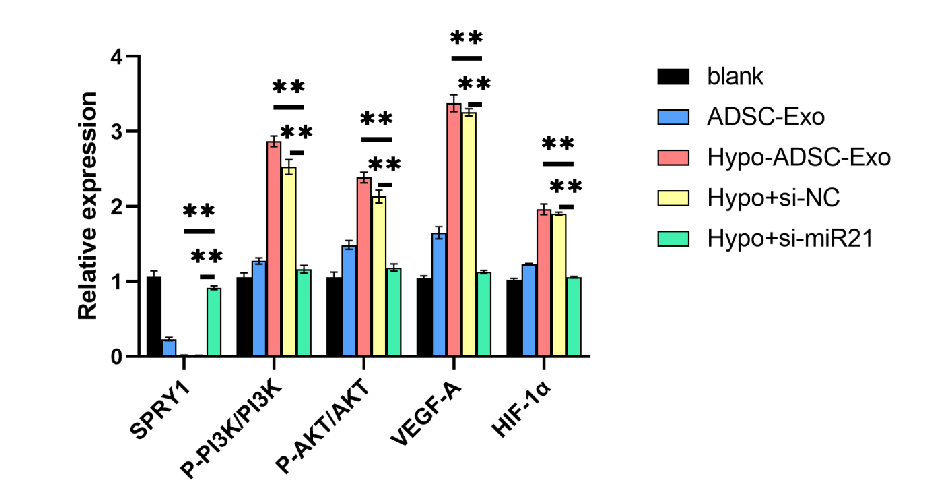 Relative expression
4
3
2
1
0
**
**
**
**
**
**
**
**
**
**
SPRY1
P-PI3K/PI3K
P-AKT/AKT
VEGF-A
HIF-1α
blank
ADSC-Exo
Hypo-ADSC-Exo
Hypo+si-NC
Hypo+si-miR21